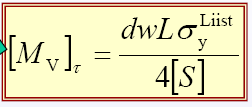 [M_V]_τ = dwLσ_y^Liist / 4[S]